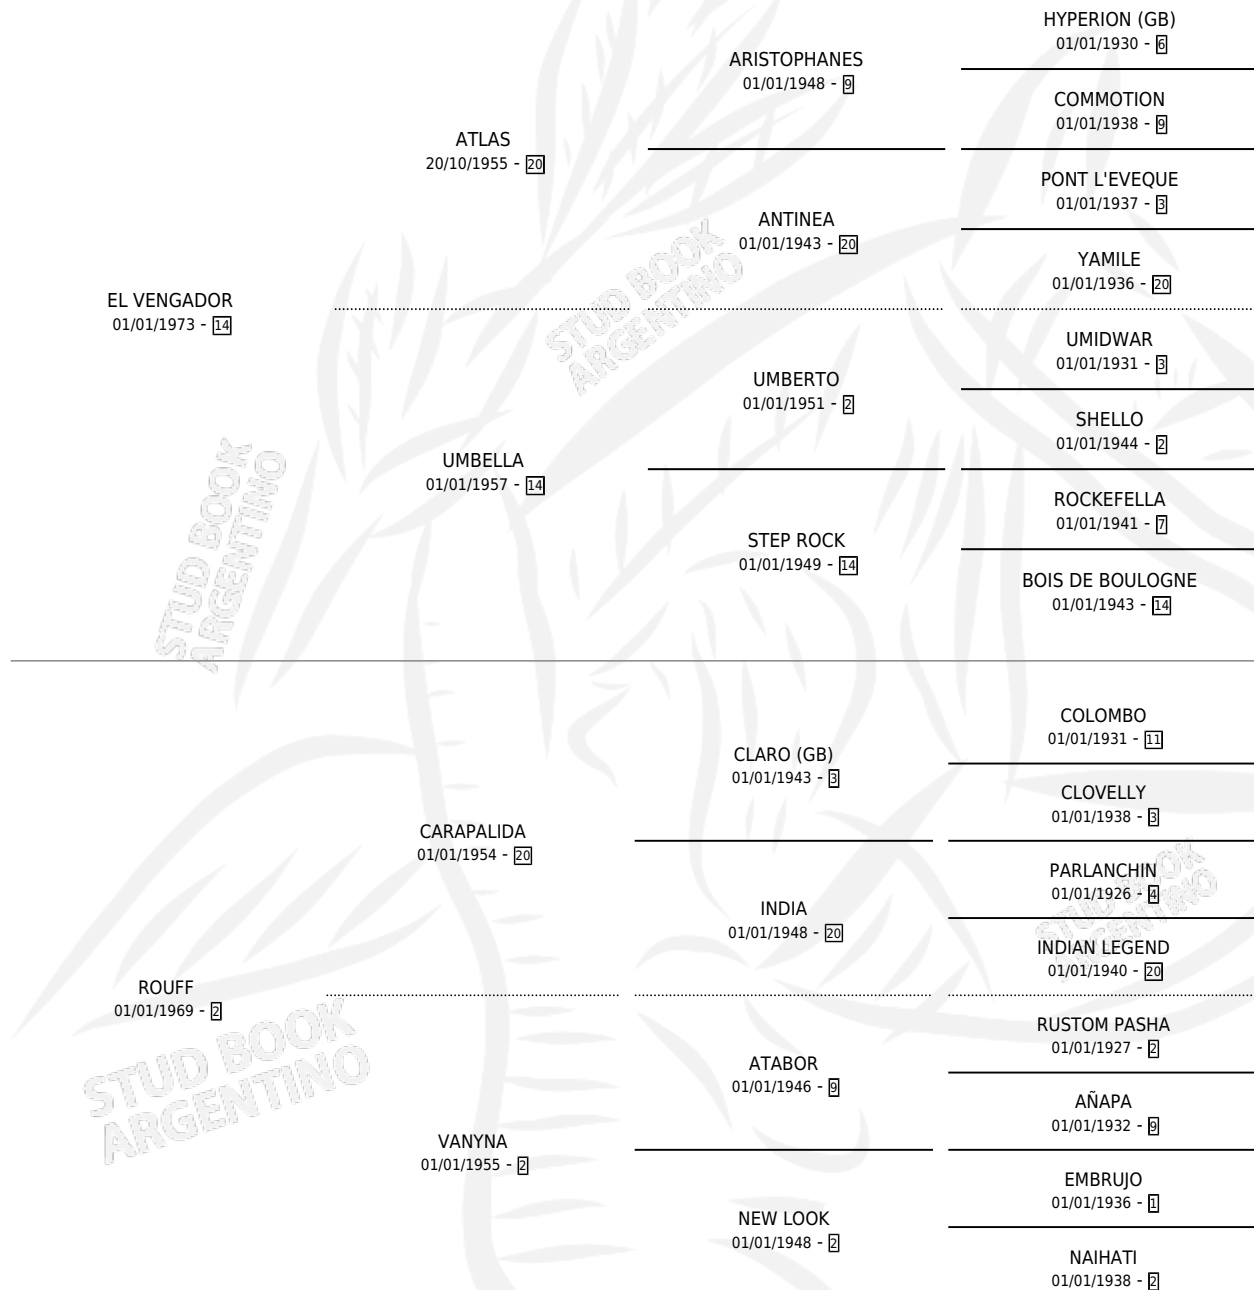 HYPERION (GB)
01/01/1930 - 6
ARISTOPHANES
01/01/1948 - 9
COMMOTION
01/01/1938 - 9
ATLAS
20/10/1955 - 20
PONT L'EVEQUE
01/01/1937 - 3
ANTINEA
01/01/1943 - 20
YAMILE
01/01/1936 - 20
EL VENGADOR
01/01/1973 - 14
STUD BOOK
ARGENTINO
UMIDWAR
01/01/1931 - 3
UMBERTO
01/01/1951 - 2
SHELLO
01/01/1944 - 2
UMBELLA
01/01/1957 - 14
ROCKEFELLA
01/01/1941 - 7
STEP ROCK
01/01/1949 - 14
BOIS DE BOULOGNE
01/01/1943 - 14
STUD BOOK
ARGENTINO
COLOMBO
01/01/1931 - 11
CLARO (GB)
01/01/1943 - 3
CLOVELLY
01/01/1938 - 3
CARAPALIDA
01/01/1954 - 20
PARLANCHIN
01/01/1926 - 4
INDIA
01/01/1948 - 20
INDIAN LEGEND
01/01/1940 - 20
STUD BOOK
ARGENTINO
ROUFF
01/01/1969 - 2
RUSTOM PASHA
01/01/1927 - 2
ATABOR
01/01/1946 - 9
AÑAPA
01/01/1932 - 9
STUD BOOK
ARGENTINO
VANYNA
01/01/1955 - 2
EMBRUJO
01/01/1936 - 1
NEW LOOK
01/01/1948 - 2
NAIHATI
01/01/1938 - 2